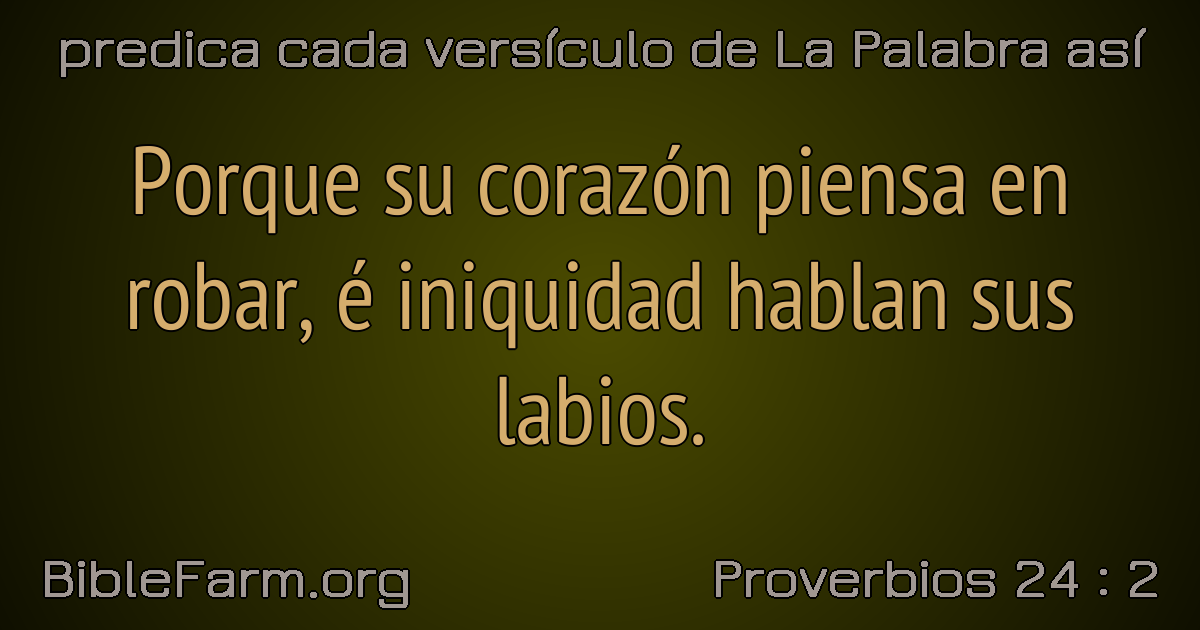 predica cada versículo de La Palabra así
Porque su corazón piensa en
robar, é iniquidad hablan sus
labios.
BibleFarm.org
Proverbios 24 : 2